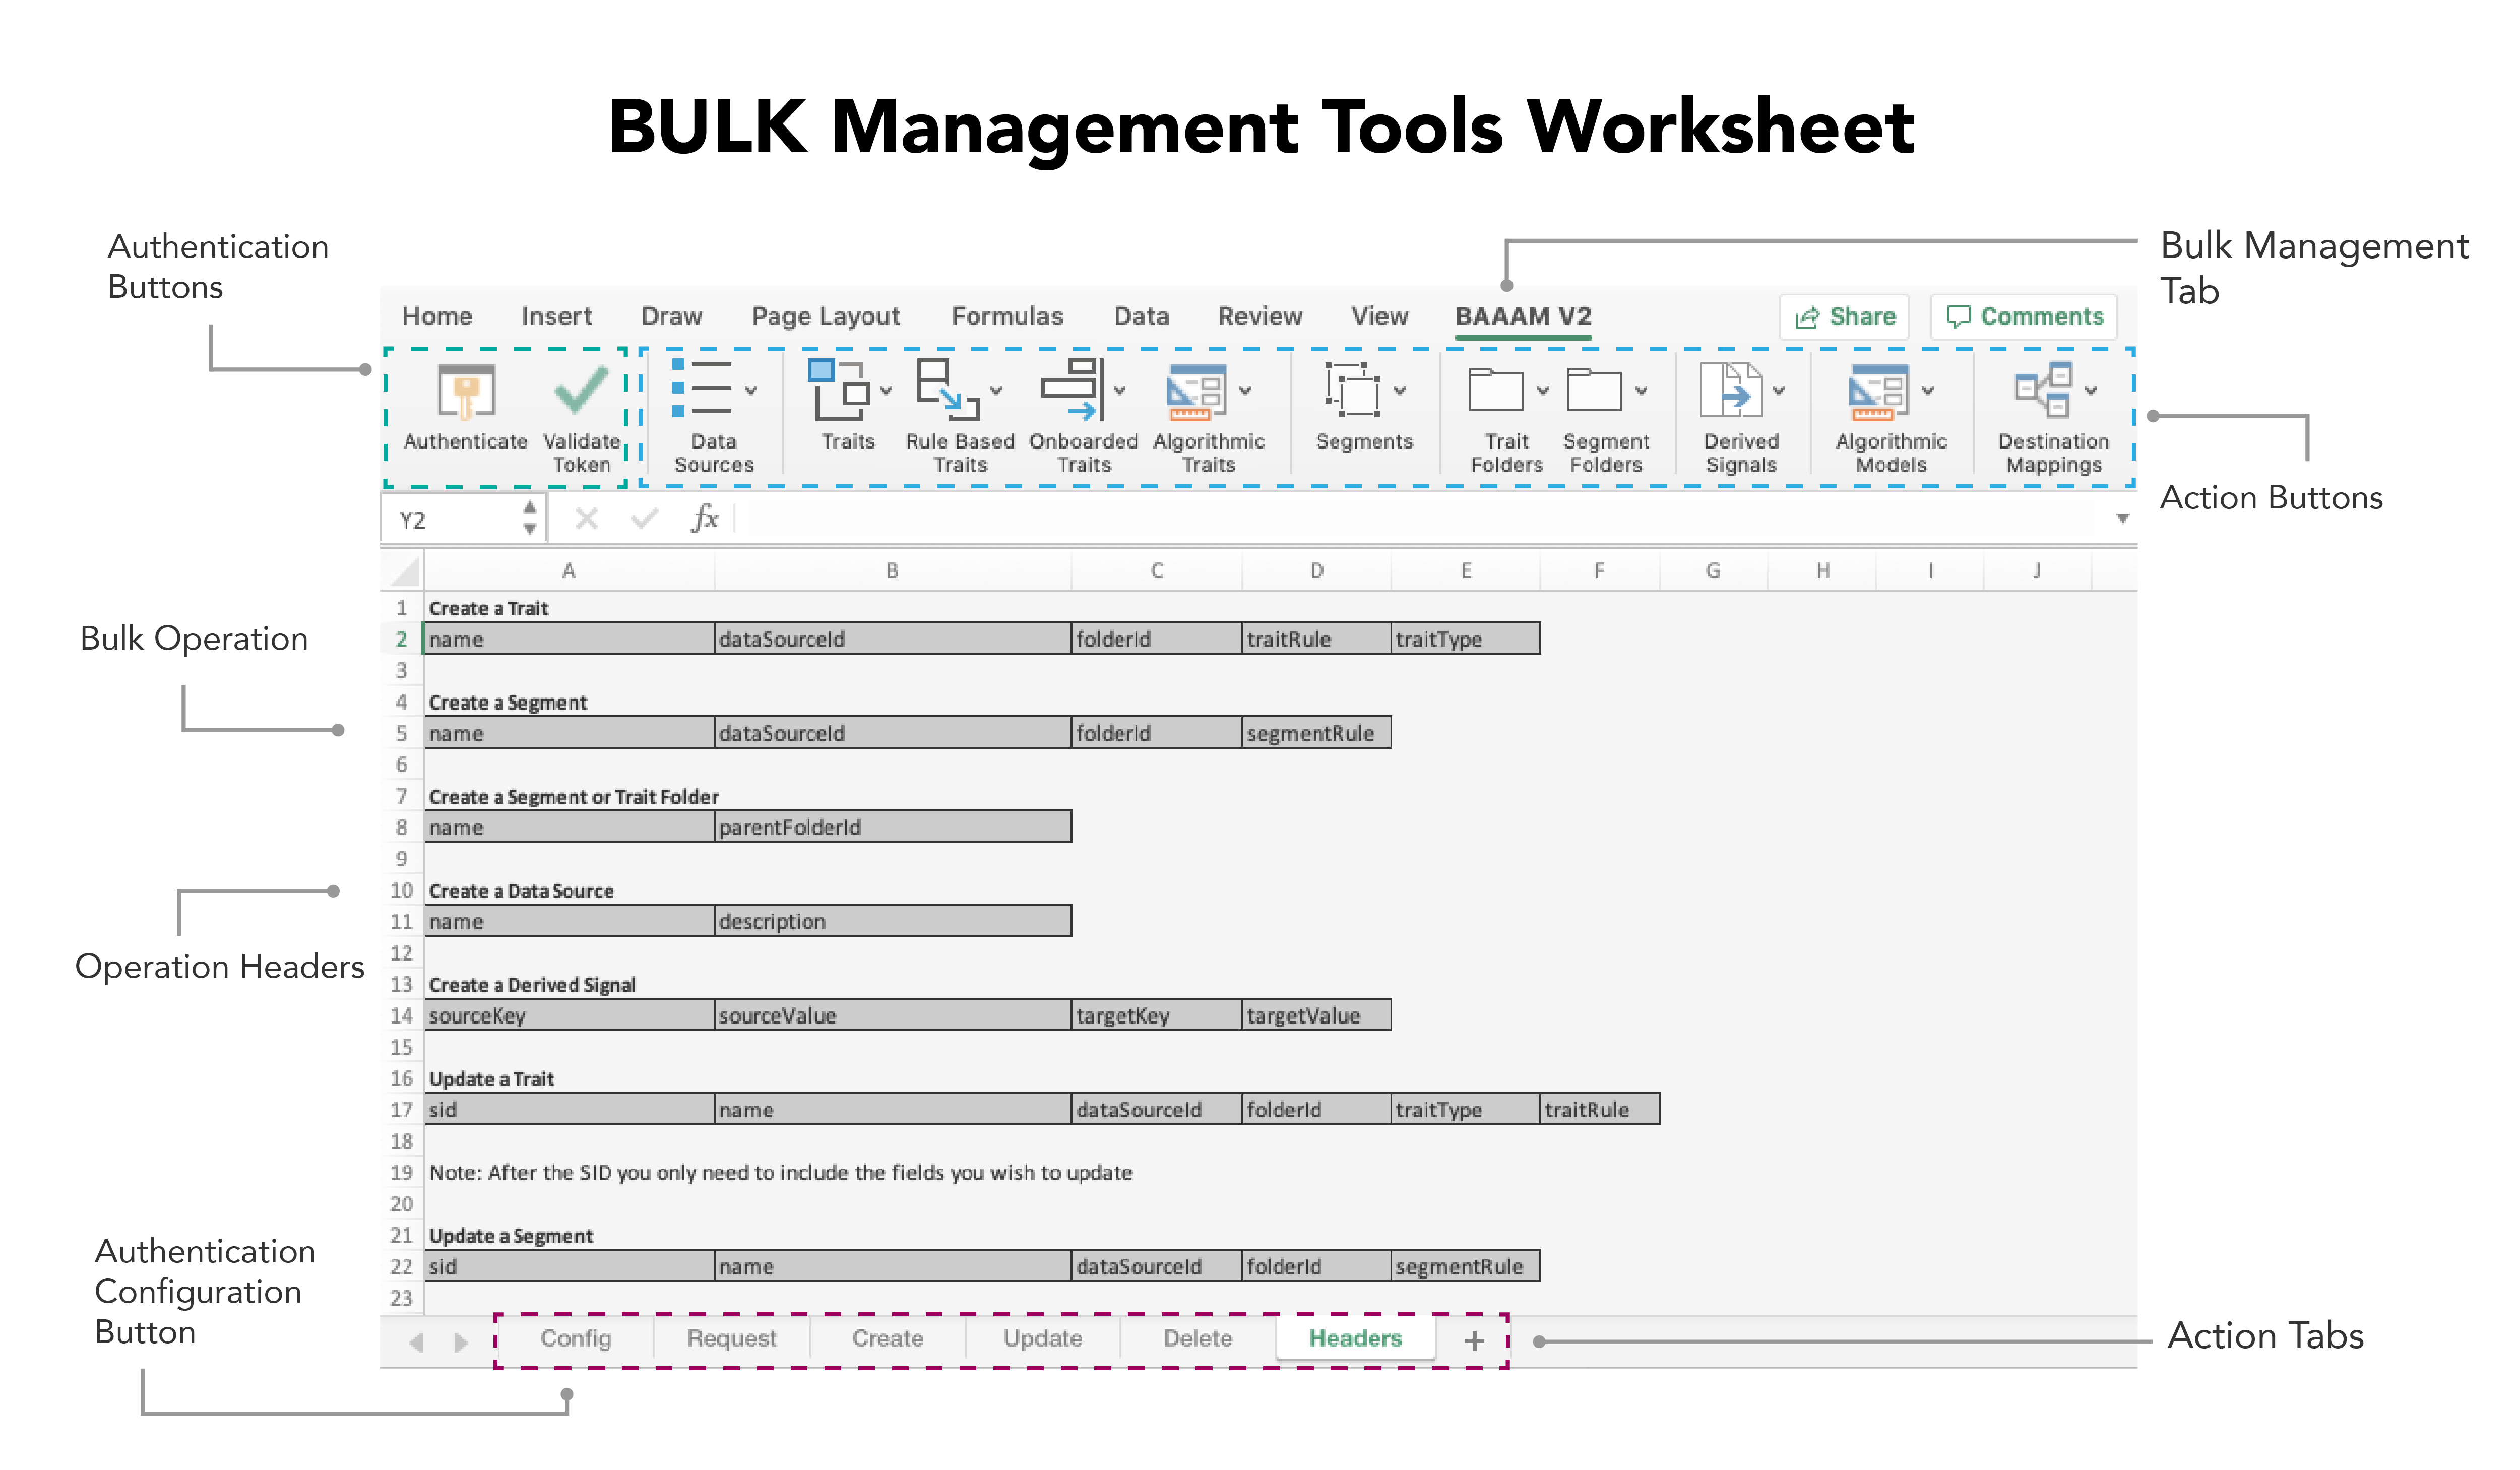 BULK Management Tools Worksheet
Authentication
Buttons
Bulk Management
Tab
Home Insert Draw Page Layout Formulas Data Review View BAAAM V2 Share Comments
Authenticate Validate Token Data Sources Traits Rule Based Traits Onboarded Traits Algorithmic Traits Segments Trait Folders Segment Folders Derived Signals Algorithmic Models Destination Mappings
Action Buttons
Y2 fx
A B C D E F G H I J
1 Create a Trait
2 name dataSourceId folderId traitRule traitType
Bulk Operation
3
4 Create a Segment
5 name dataSourceId folderId segmentRule
6
7 Create a Segment or Trait Folder
8 name parentFolderId
9
10 Create a Data Source
11 name description
12
Operation Headers
13 Create a Derived Signal
14 sourceKey sourceValue targetKey targetValue
15
16 Update a Trait
17 sid name dataSourceId folderId traitType traitRule
18
19 Note: After the SID you only need to include the fields you wish to update
20
21 Update a Segment
22 sid name dataSourceId folderId segmentRule
23
Authentication
Configuration
Button
Config Request Create Update Delete Headers +
Action Tabs